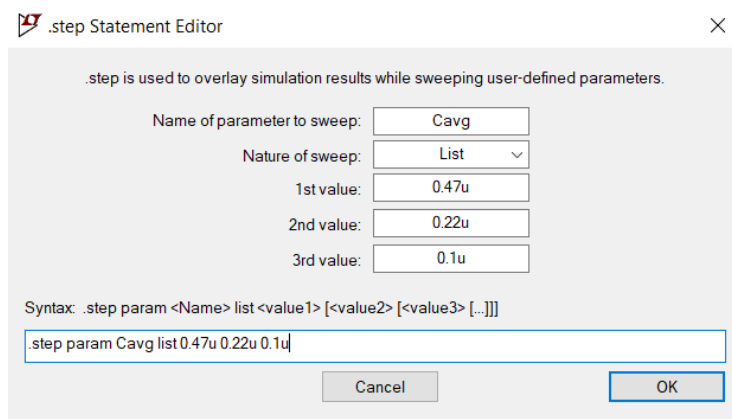 .step Statement Editor
.step is used to overlay simulation results while sweeping user-defined parameters.
Name of parameter to sweep: Cavg
Nature of sweep: List
1st value: 0.47u
2nd value: 0.22u
3rd value: 0.1u
Syntax: .step param <Name> list <value1> [<value2> [<value3> [...]]]
.step param Cavg list 0.47u 0.22u 0.1u
Cancel OK